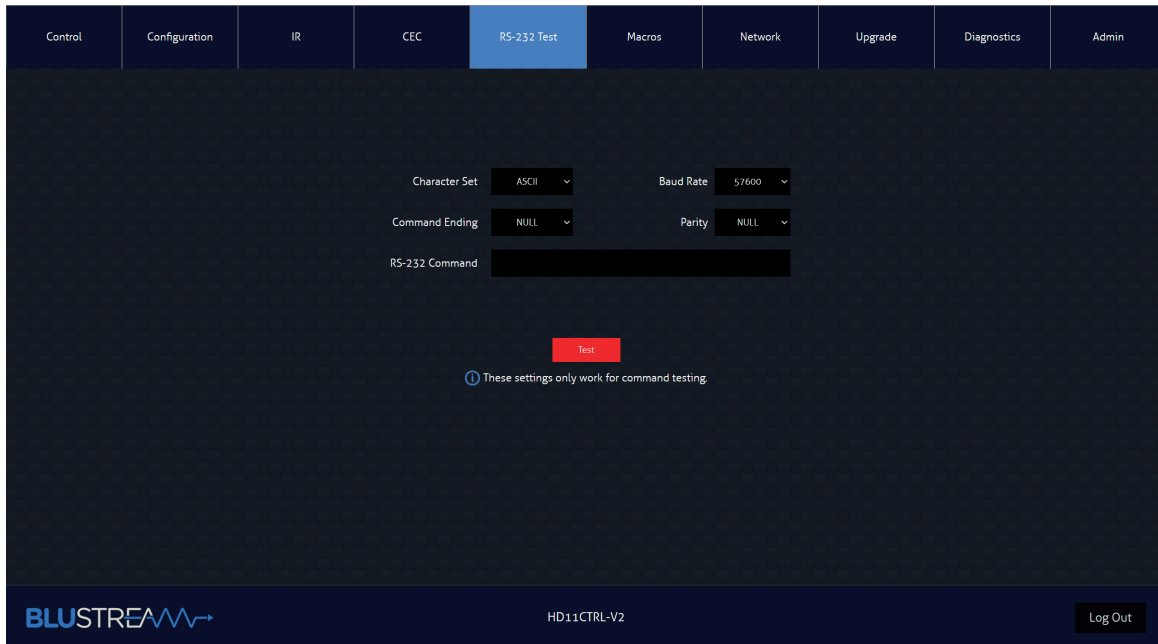 Control Configuration IR CEC RS-232 Test Macros Network Upgrade Diagnostics Admin
Character Set ASCII Baud Rate 57600
Command Ending NULL Parity NULL
RS-232 Command
Test
These settings only work for command testing.
BLUSTREAM HD11CTRL-V2 Log Out